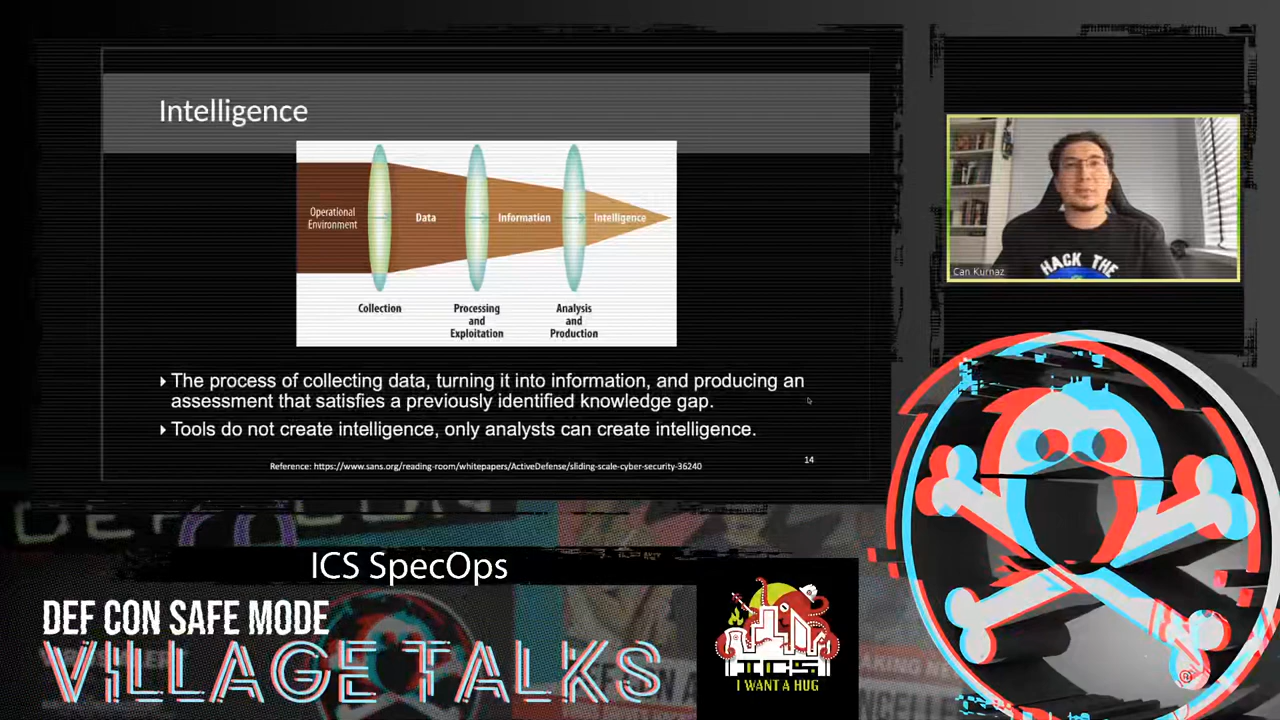 Intelligence
Operational
Environment
Data
Information
Intelligence
Collection
Processing
and
Exploitation
Analysis
and
Production
The process of collecting data, turning it into information, and producing an
assessment that satisfies a previously identified knowledge gap.
Tools do not create intelligence, only analysts can create intelligence.
Reference: https://www.sans.org/reading-room/whitepapers/ActiveDefense/sliding-scale-cyber-security-36240
14
HACK THE
Can Kurnaz
ICS SpecOps
DEF CON SAFE MODE
VILLAGE TALKS
ICS
I WANT A HUG
DEF CON
®